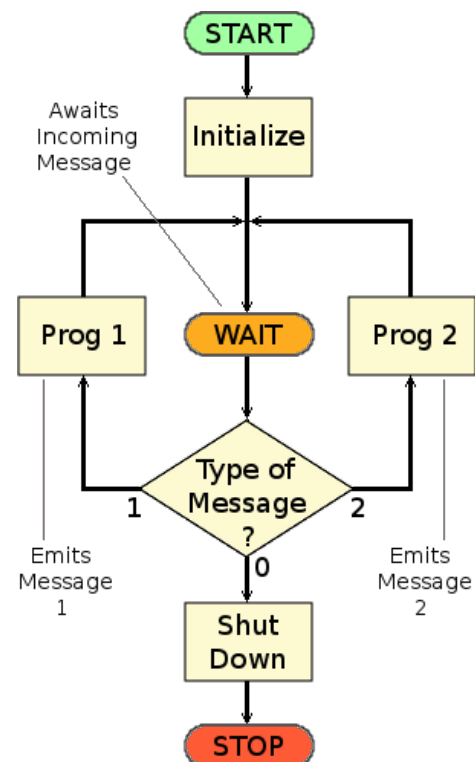 START
Awaits
Incoming
Message
Initialize
Prog 1
WAIT
Prog 2
Type of
Message
?
1
2
0
Emits
Message
1
Emits
Message
2
Shut
Down
STOP